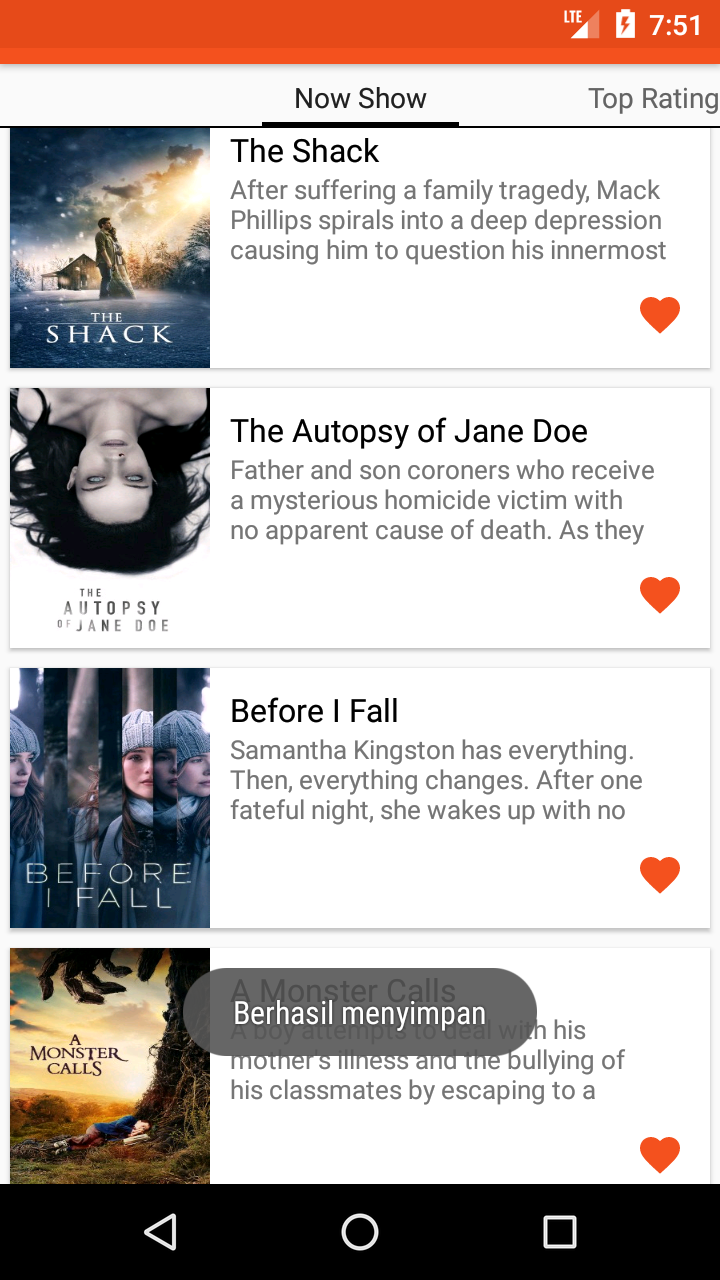 LTE 7:51
Now Show Top Rating
THE
SHACK
The Shack
After suffering a family tragedy, Mack
Phillips spirals into a deep depression
causing him to question his innermost
THE
AUTOPSY
OF JANE DOE
The Autopsy of Jane Doe
Father and son coroners who receive
a mysterious homicide victim with
no apparent cause of death. As they
BEFORE
I FALL
Before I Fall
Samantha Kingston has everything.
Then, everything changes. After one
fateful night, she wakes up with no
A
MONSTER
CALLS
A Monster Calls
Berhasil menyimpan
A boy attempts to deal with his
mother's illness and the bullying of
his classmates by escaping to a